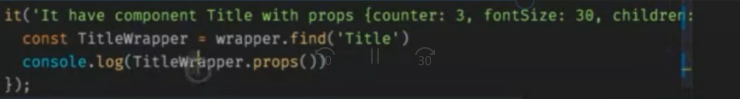 it('It have component Title with props {counter: 3, fontSize: 30, children:
const TitleWrapper = wrapper.find('Title')
console.log(TitleWrapper.props())
});
30